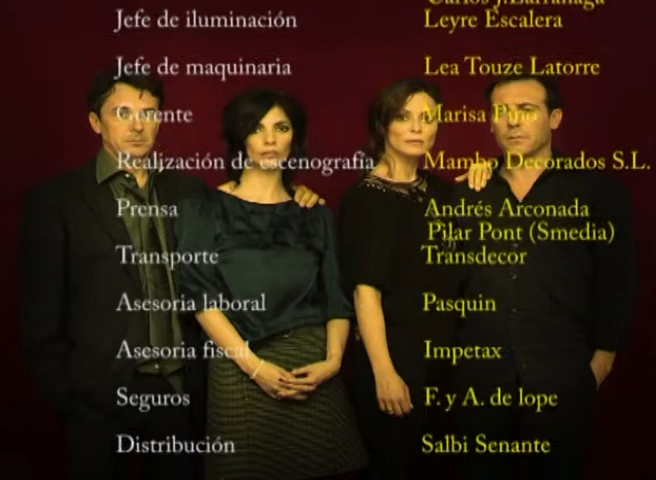 Carlos J.Larrañaga
Jefe de iluminación Leyre Escalera
Jefe de maquinaria Lea Touze Latorre
Gerente Marisa Pino
Realización de escenografía Mambo Decorados S.L.
Prensa Andrés Arconada
Pilar Pont (Smedia)
Transporte Transdecor
Asesoria laboral Pasquin
Asesoria fiscal Impetax
Seguros F. y A. de lope
Distribución Salbi Senante